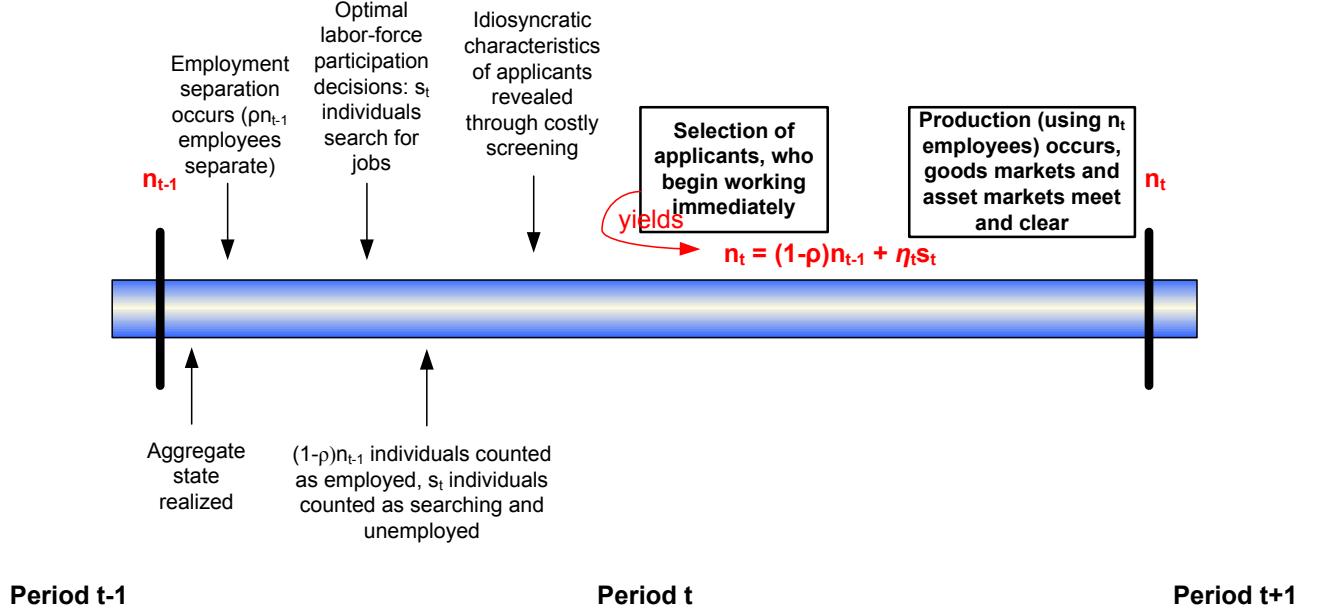 Employment
separation
occurs (ρnₜ₋₁
employees
separate)
Optimal
labor-force
participation
decisions: sₜ
individuals
search for
jobs
Idiosyncratic
characteristics
of applicants
revealed
through costly
screening
Selection of
applicants, who
begin working
immediately
Production (using nₜ
employees) occurs,
goods markets and
asset markets meet
and clear
nₜ₋₁
nₜ
yields
nₜ = (1-ρ)nₜ₋₁ + ηₜsₜ
Aggregate
state
realized
(1-ρ)nₜ₋₁ individuals counted
as employed, sₜ individuals
counted as searching and
unemployed
Period t-1
Period t
Period t+1